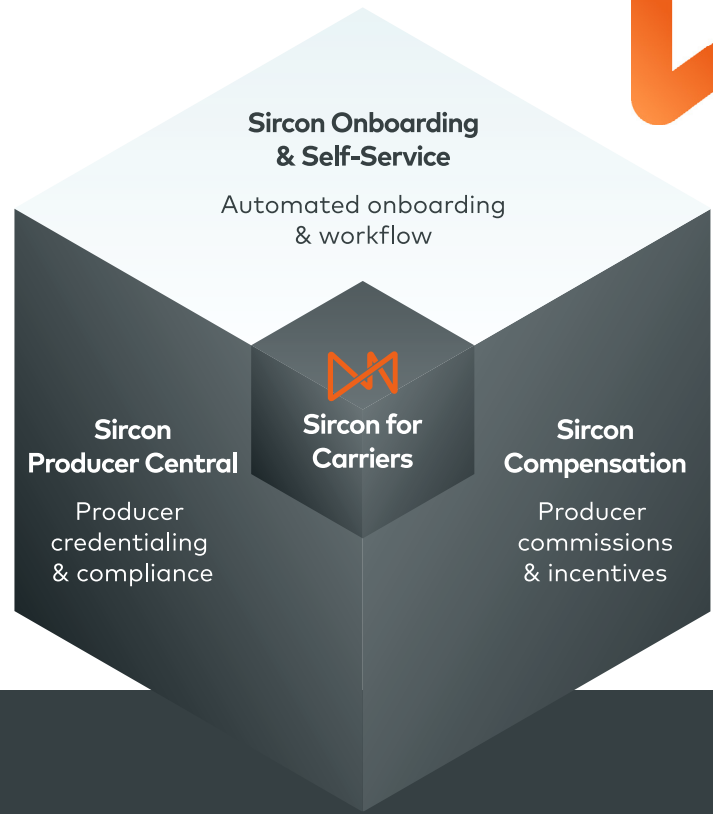 Sircon Onboarding
& Self-Service
Automated onboarding
& workflow
Sircon for
Carriers
Sircon
Producer Central
Producer
credentialing
& compliance
Sircon
Compensation
Producer
commissions
& incentives